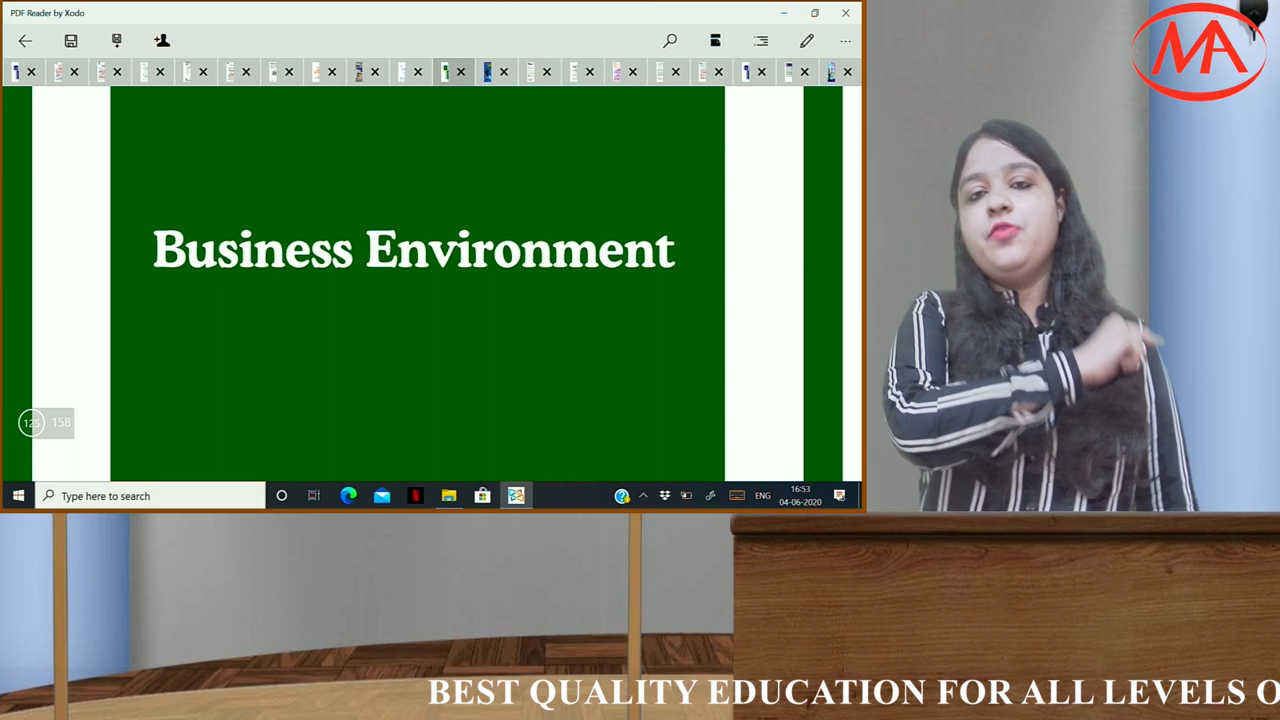 PDF Reader by Xodo
MA
Business Environment
125 158
Type here to search
ENG
16:53
04-06-2020
BEST QUALITY EDUCATION FOR ALL LEVELS O